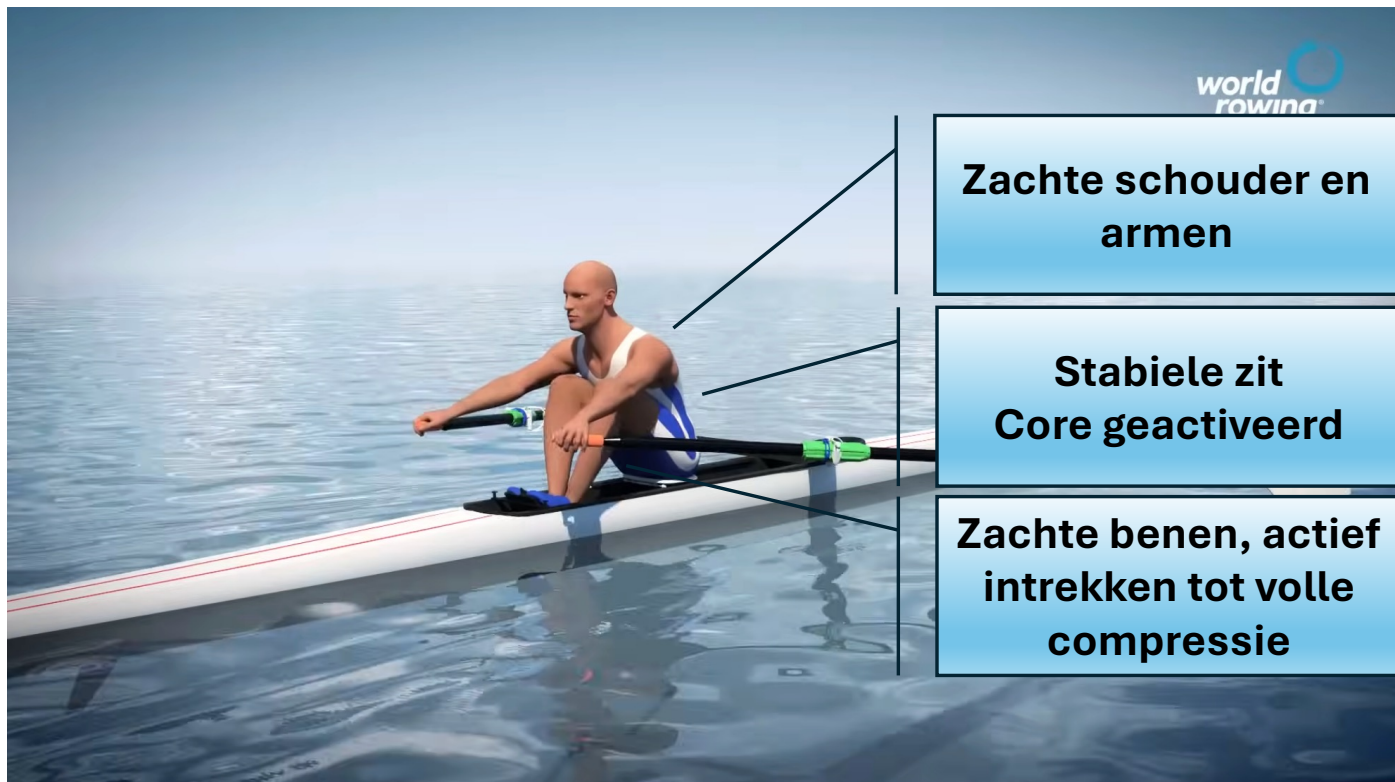 world
rowing
Zachte schouder en
armen
Stabiele zit
Core geactiveerd
Zachte benen, actief
intrekken tot volle
compressie